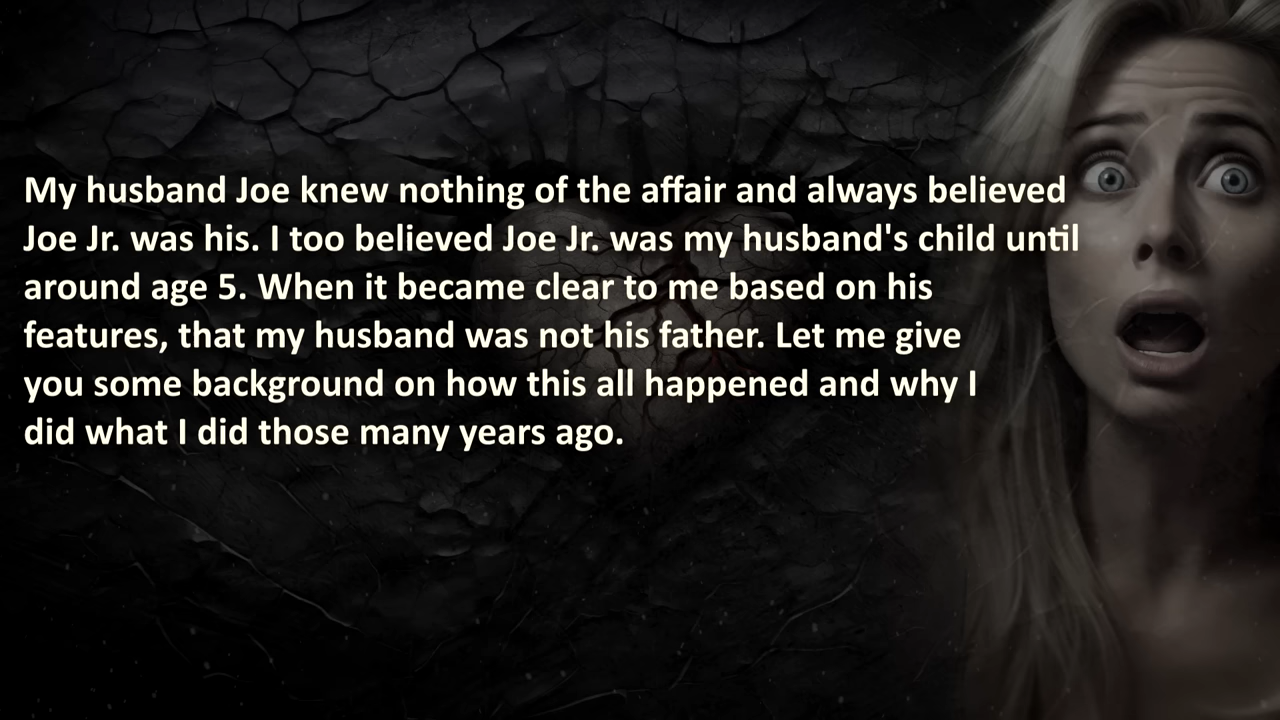 My husband Joe knew nothing of the affair and always believed
Joe Jr. was his. I too believed Joe Jr. was my husband's child until
around age 5. When it became clear to me based on his
features, that my husband was not his father. Let me give
you some background on how this all happened and why I
did what I did those many years ago.